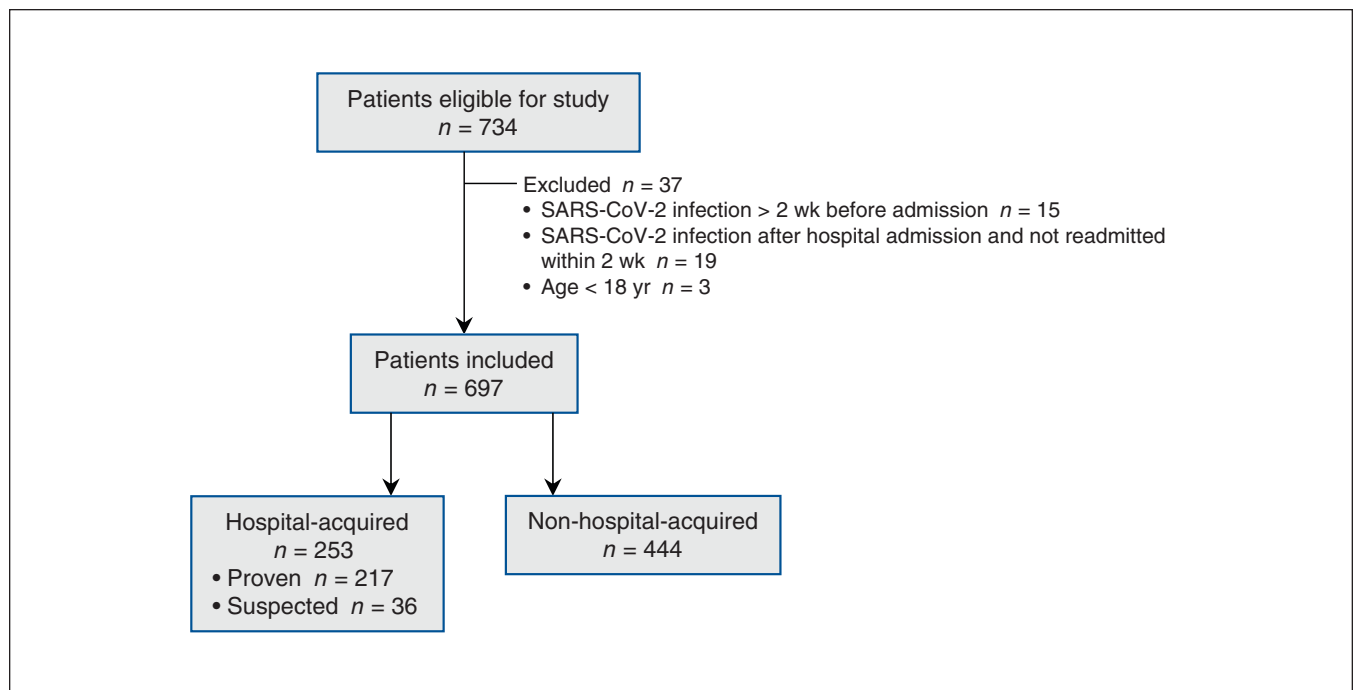 Patients eligible for study
n = 734
Excluded n = 37
• SARS-CoV-2 infection > 2 wk before admission n = 15
• SARS-CoV-2 infection after hospital admission and not readmitted
within 2 wk n = 19
• Age < 18 yr n = 3
Patients included
n = 697
Hospital-acquired
n = 253
• Proven n = 217
• Suspected n = 36
Non-hospital-acquired
n = 444